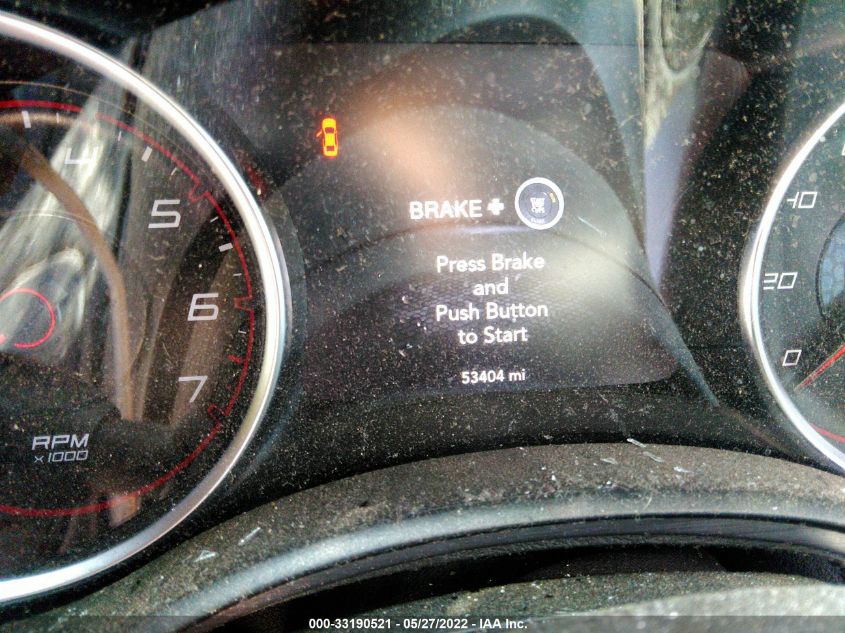 4
5
6
7
RPM
x1000
BRAKE +
Press Brake
and
Push Button
to Start
53404 mi
40
20
0
000-33190521 - 05/27/2022 - IAA Inc.